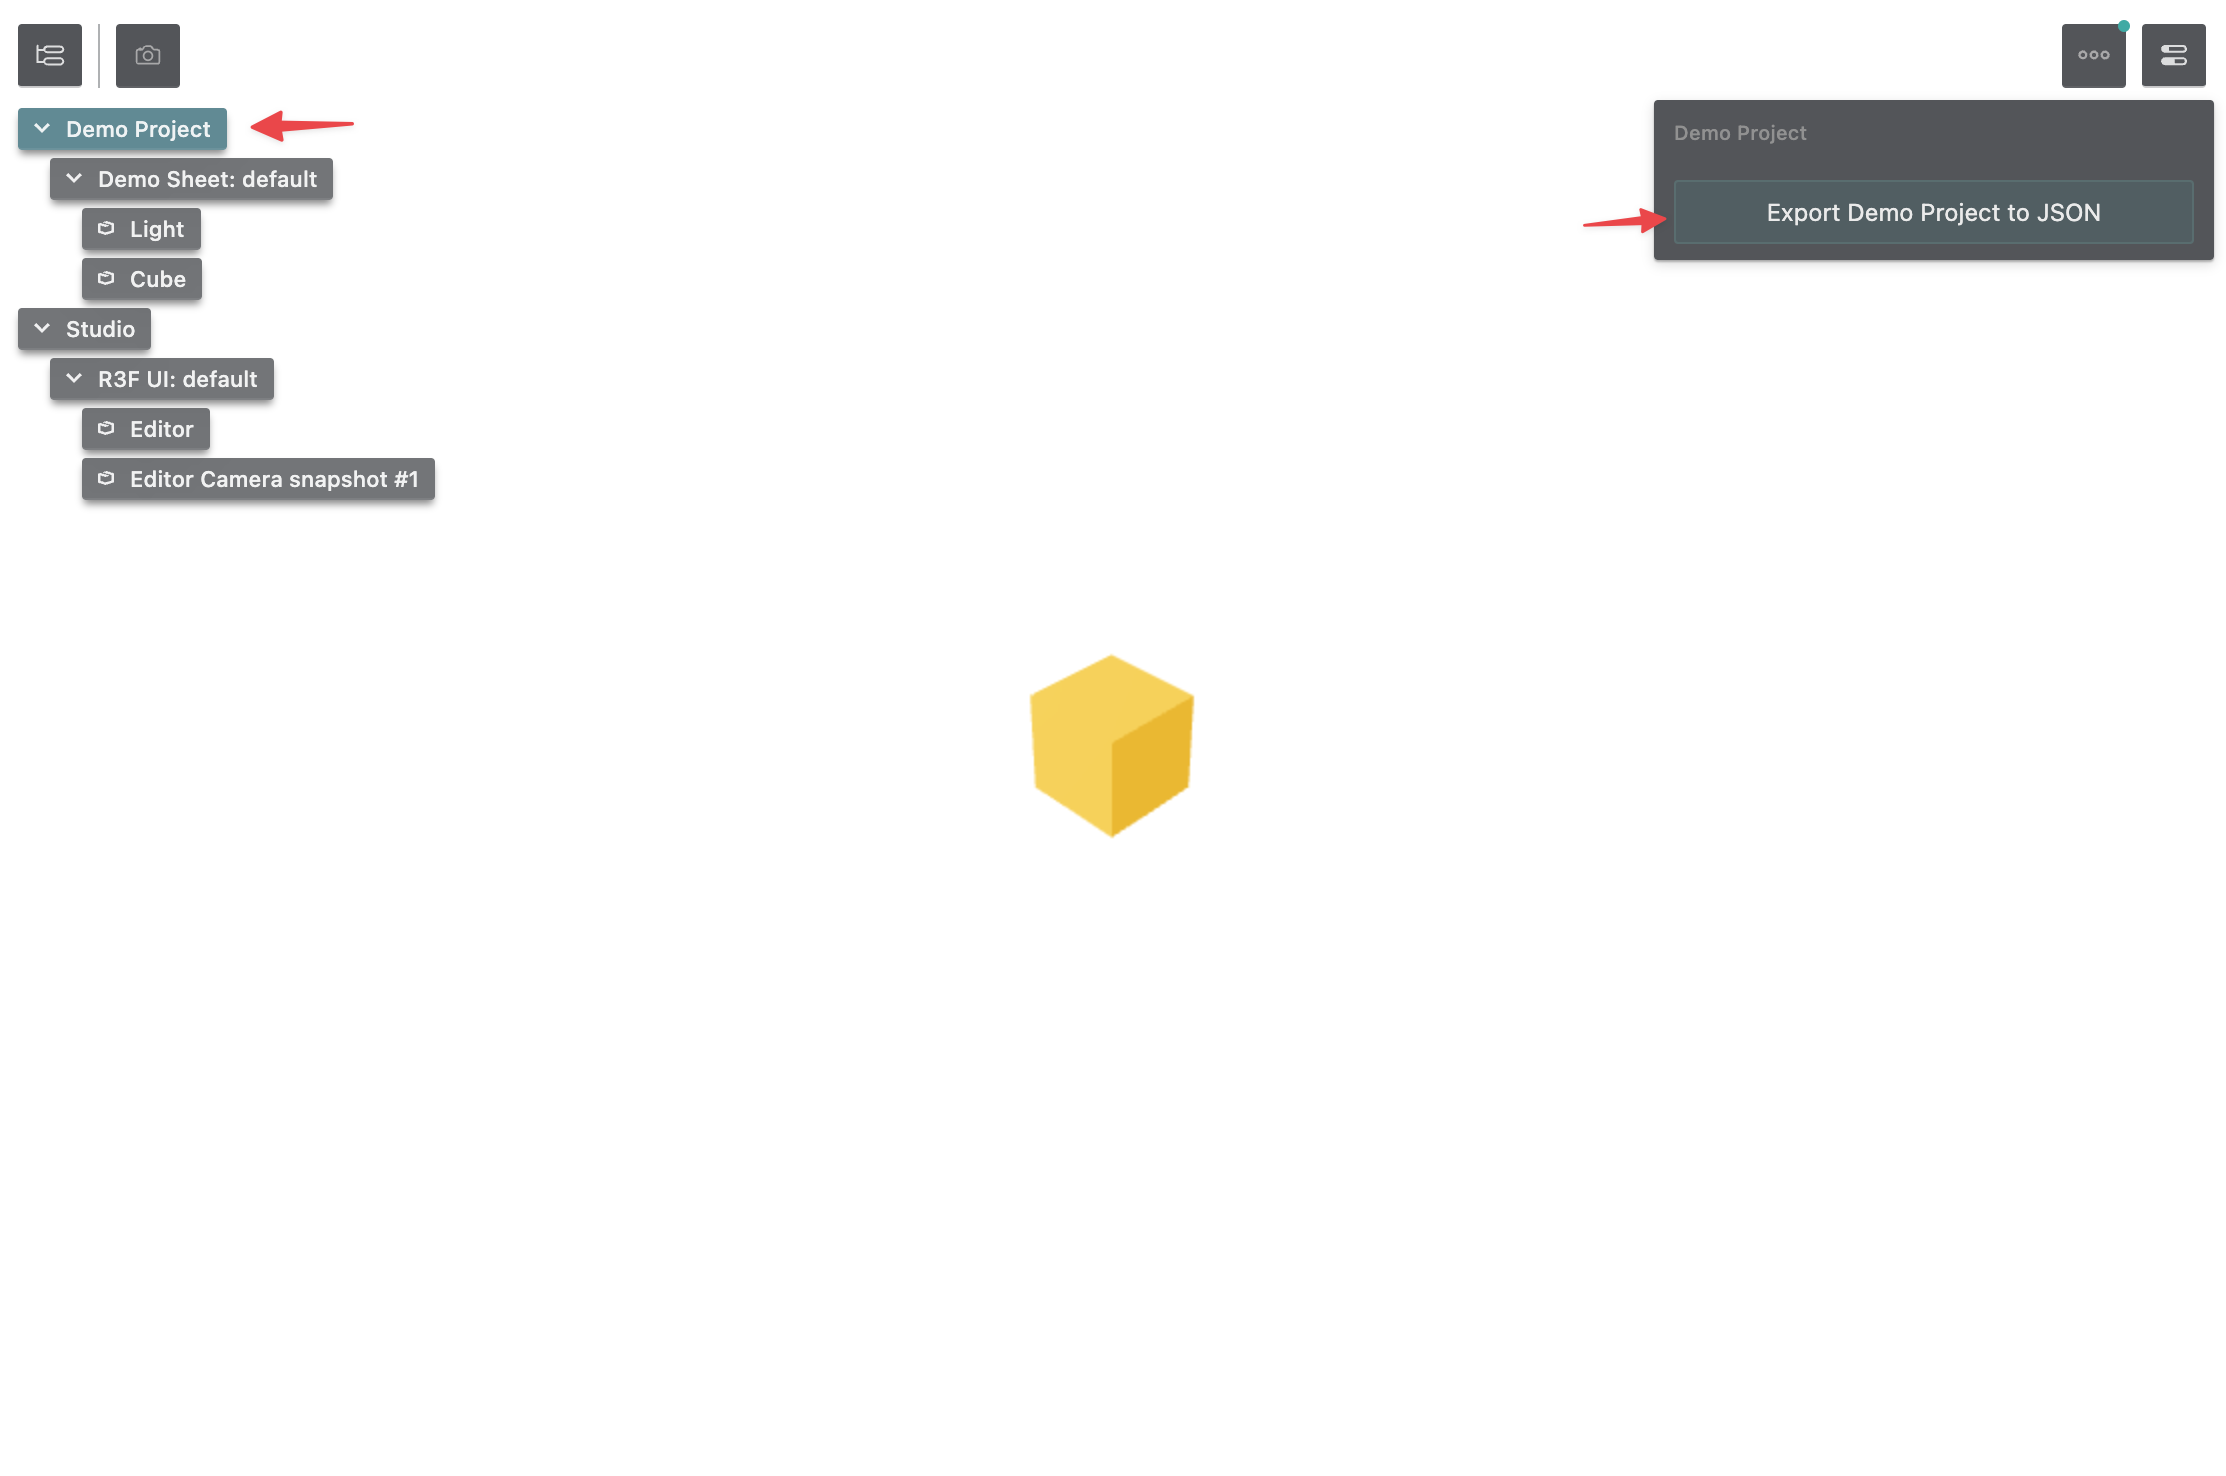 Demo Project
Demo Sheet: default
Light
Cube
Studio
R3F UI: default
Editor
Editor Camera snapshot #1
Demo Project
Export Demo Project to JSON